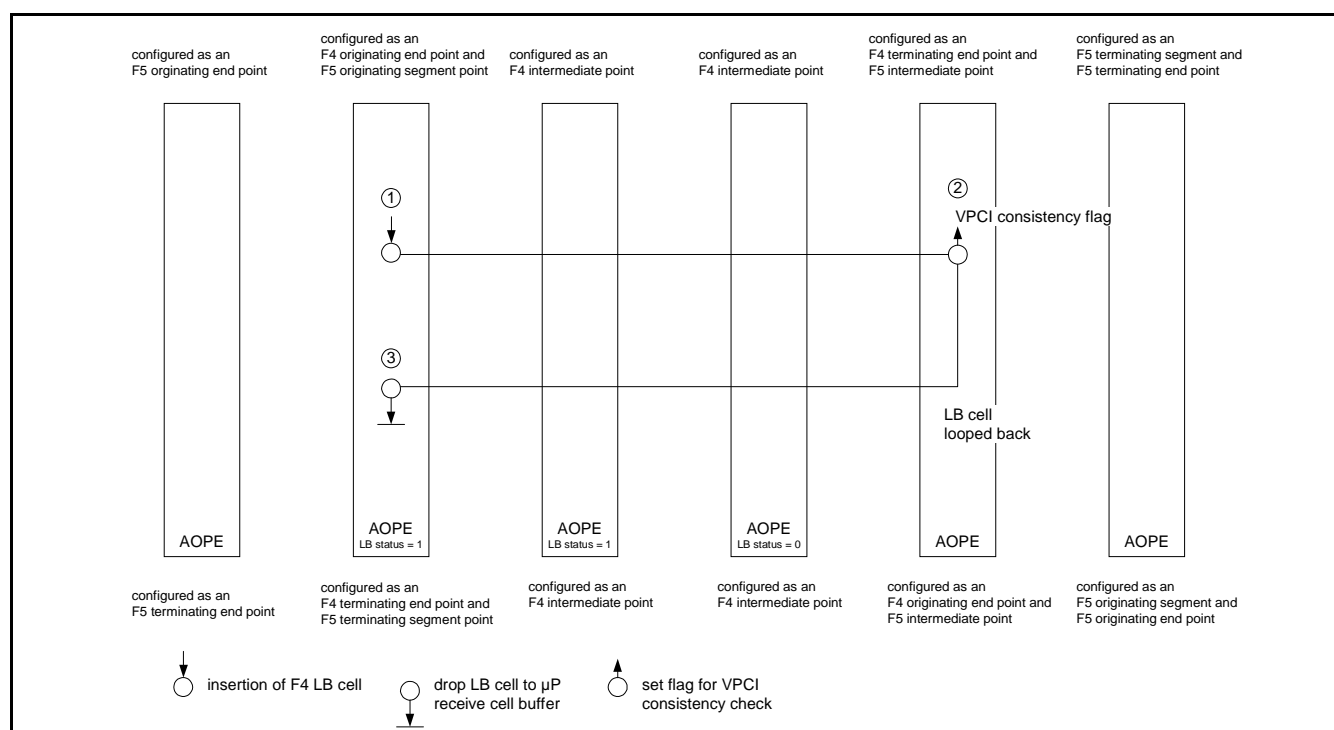 configured as an
F5 orginating end point
configured as an
F4 originating end point and
F5 originating segment point
configured as an
F4 intermediate point
configured as an
F4 intermediate point
configured as an
F4 terminating end point and
F5 intermediate point
configured as an
F5 terminating segment and
F5 terminating end point
1
2
VPCI consistency flag
3
LB cell
looped back
AOPE
AOPE
LB status = 1
AOPE
LB status = 1
AOPE
LB status = 0
AOPE
AOPE
configured as an
F5 terminating end point
configured as an
F4 terminating end point and
F5 terminating segment point
configured as an
F4 intermediate point
configured as an
F4 intermediate point
configured as an
F4 originating end point and
F5 intermediate point
configured as an
F5 originating segment and
F5 originating end point
insertion of F4 LB cell
drop LB cell to µP
receive cell buffer
set flag for VPCI
consistency check